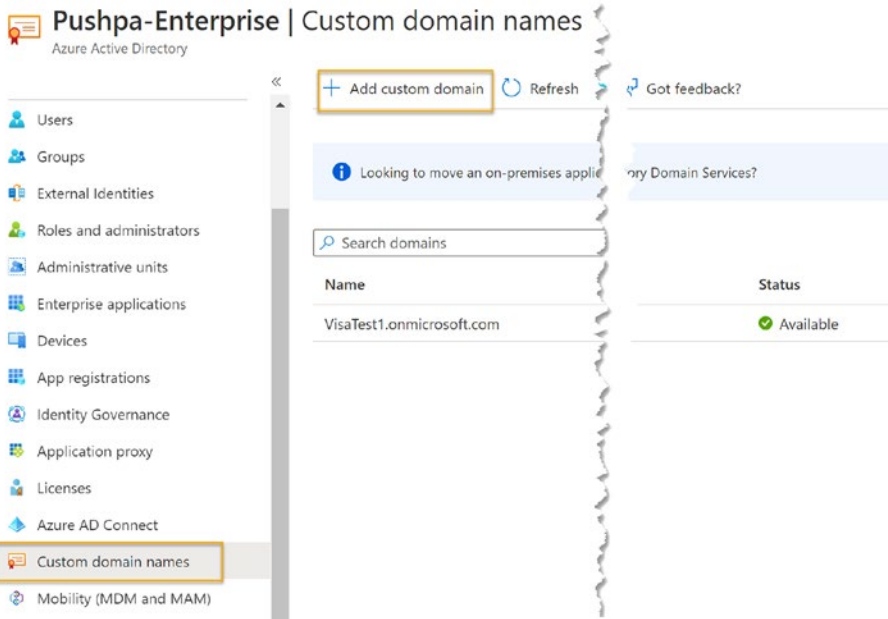 Pushpa-Enterprise | Custom domain names
Azure Active Directory
Add custom domain
Refresh
Got feedback?
Users
Groups
External Identities
Roles and administrators
Administrative units
Enterprise applications
Devices
App registrations
Identity Governance
Application proxy
Licenses
Azure AD Connect
Custom domain names
Mobility (MDM and MAM)
Looking to move an on-premises applic
ory Domain Services?
Search domains
Name Status
VisaTest1.onmicrosoft.com Available